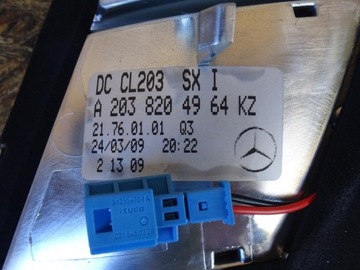 DC CL203 SX I
A 203 820 49 64 KZ
21.76.01.01 Q3
24/03/09 20:22
2 13 09
tyco